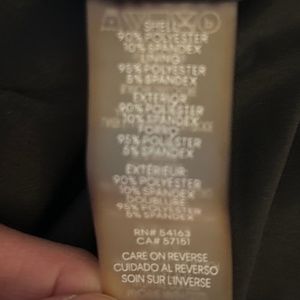 SHELL
90% POLYESTER
10% SPANDEX
LINING
95% POLYESTER
5% SPANDEX
EXTERIOR
90% POLYESTER
10% SPANDEX
FORRO
95% POLYESTER
5% SPANDEX
EXTÉRIEUR
90% POLYESTER
10% SPANDEX
DOUBLURE
95% POLYESTER
5% SPANDEX
RN# 54163
CA# 57151
CARE ON REVERSE
CUIDADO AL REVERSO
SOIN SUR L'INVERSE